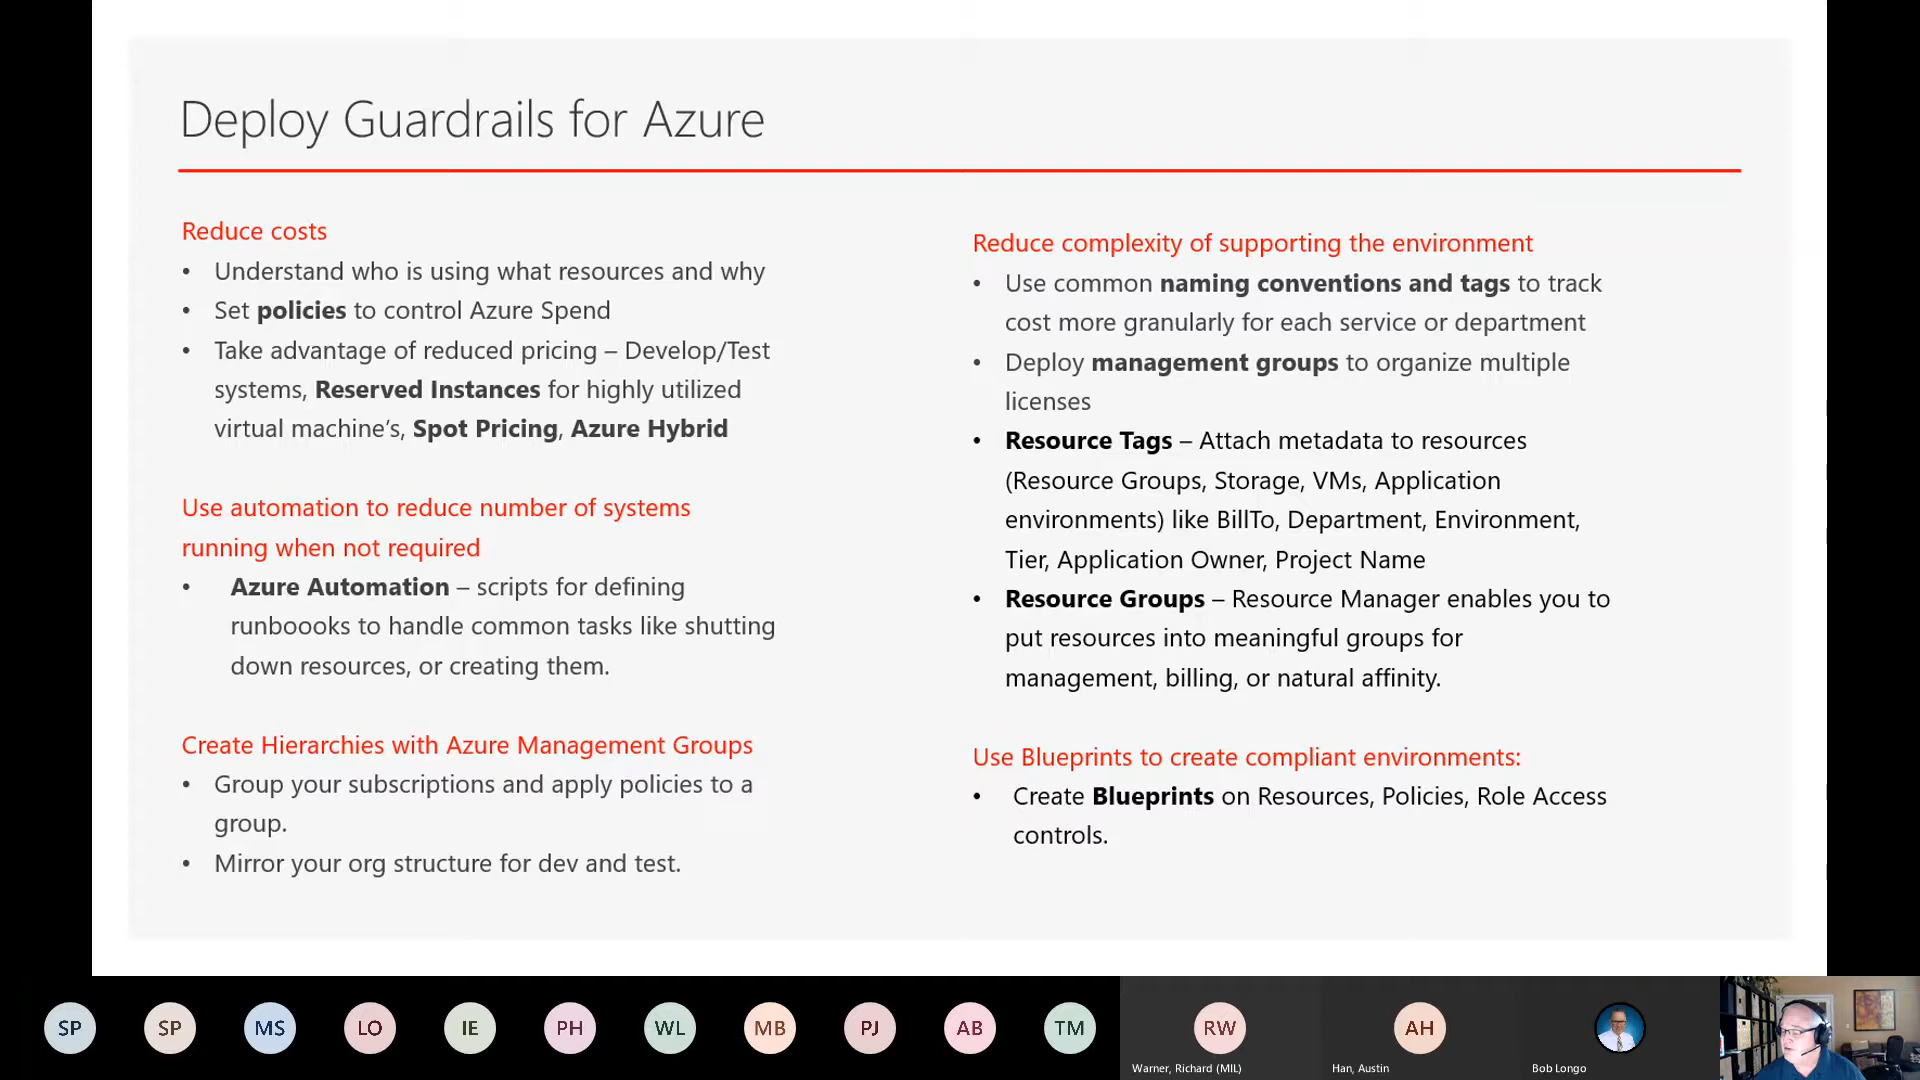 Deploy Guardrails for Azure
Reduce costs
• Understand who is using what resources and why
• Set policies to control Azure Spend
• Take advantage of reduced pricing – Develop/Test
systems, Reserved Instances for highly utilized
virtual machine's, Spot Pricing, Azure Hybrid
Use automation to reduce number of systems
running when not required
• Azure Automation – scripts for defining
runboooks to handle common tasks like shutting
down resources, or creating them.
Create Hierarchies with Azure Management Groups
• Group your subscriptions and apply policies to a
group.
• Mirror your org structure for dev and test.
Reduce complexity of supporting the environment
• Use common naming conventions and tags to track
cost more granularly for each service or department
• Deploy management groups to organize multiple
licenses
• Resource Tags – Attach metadata to resources
(Resource Groups, Storage, VMs, Application
environments) like BillTo, Department, Environment,
Tier, Application Owner, Project Name
• Resource Groups – Resource Manager enables you to
put resources into meaningful groups for
management, billing, or natural affinity.
Use Blueprints to create compliant environments:
• Create Blueprints on Resources, Policies, Role Access
controls.
SP
SP
MS
LO
IE
PH
WL
MB
PJ
AB
TM
RW
AH
Warner, Richard (MIL)
Han, Austin
Bob Longo